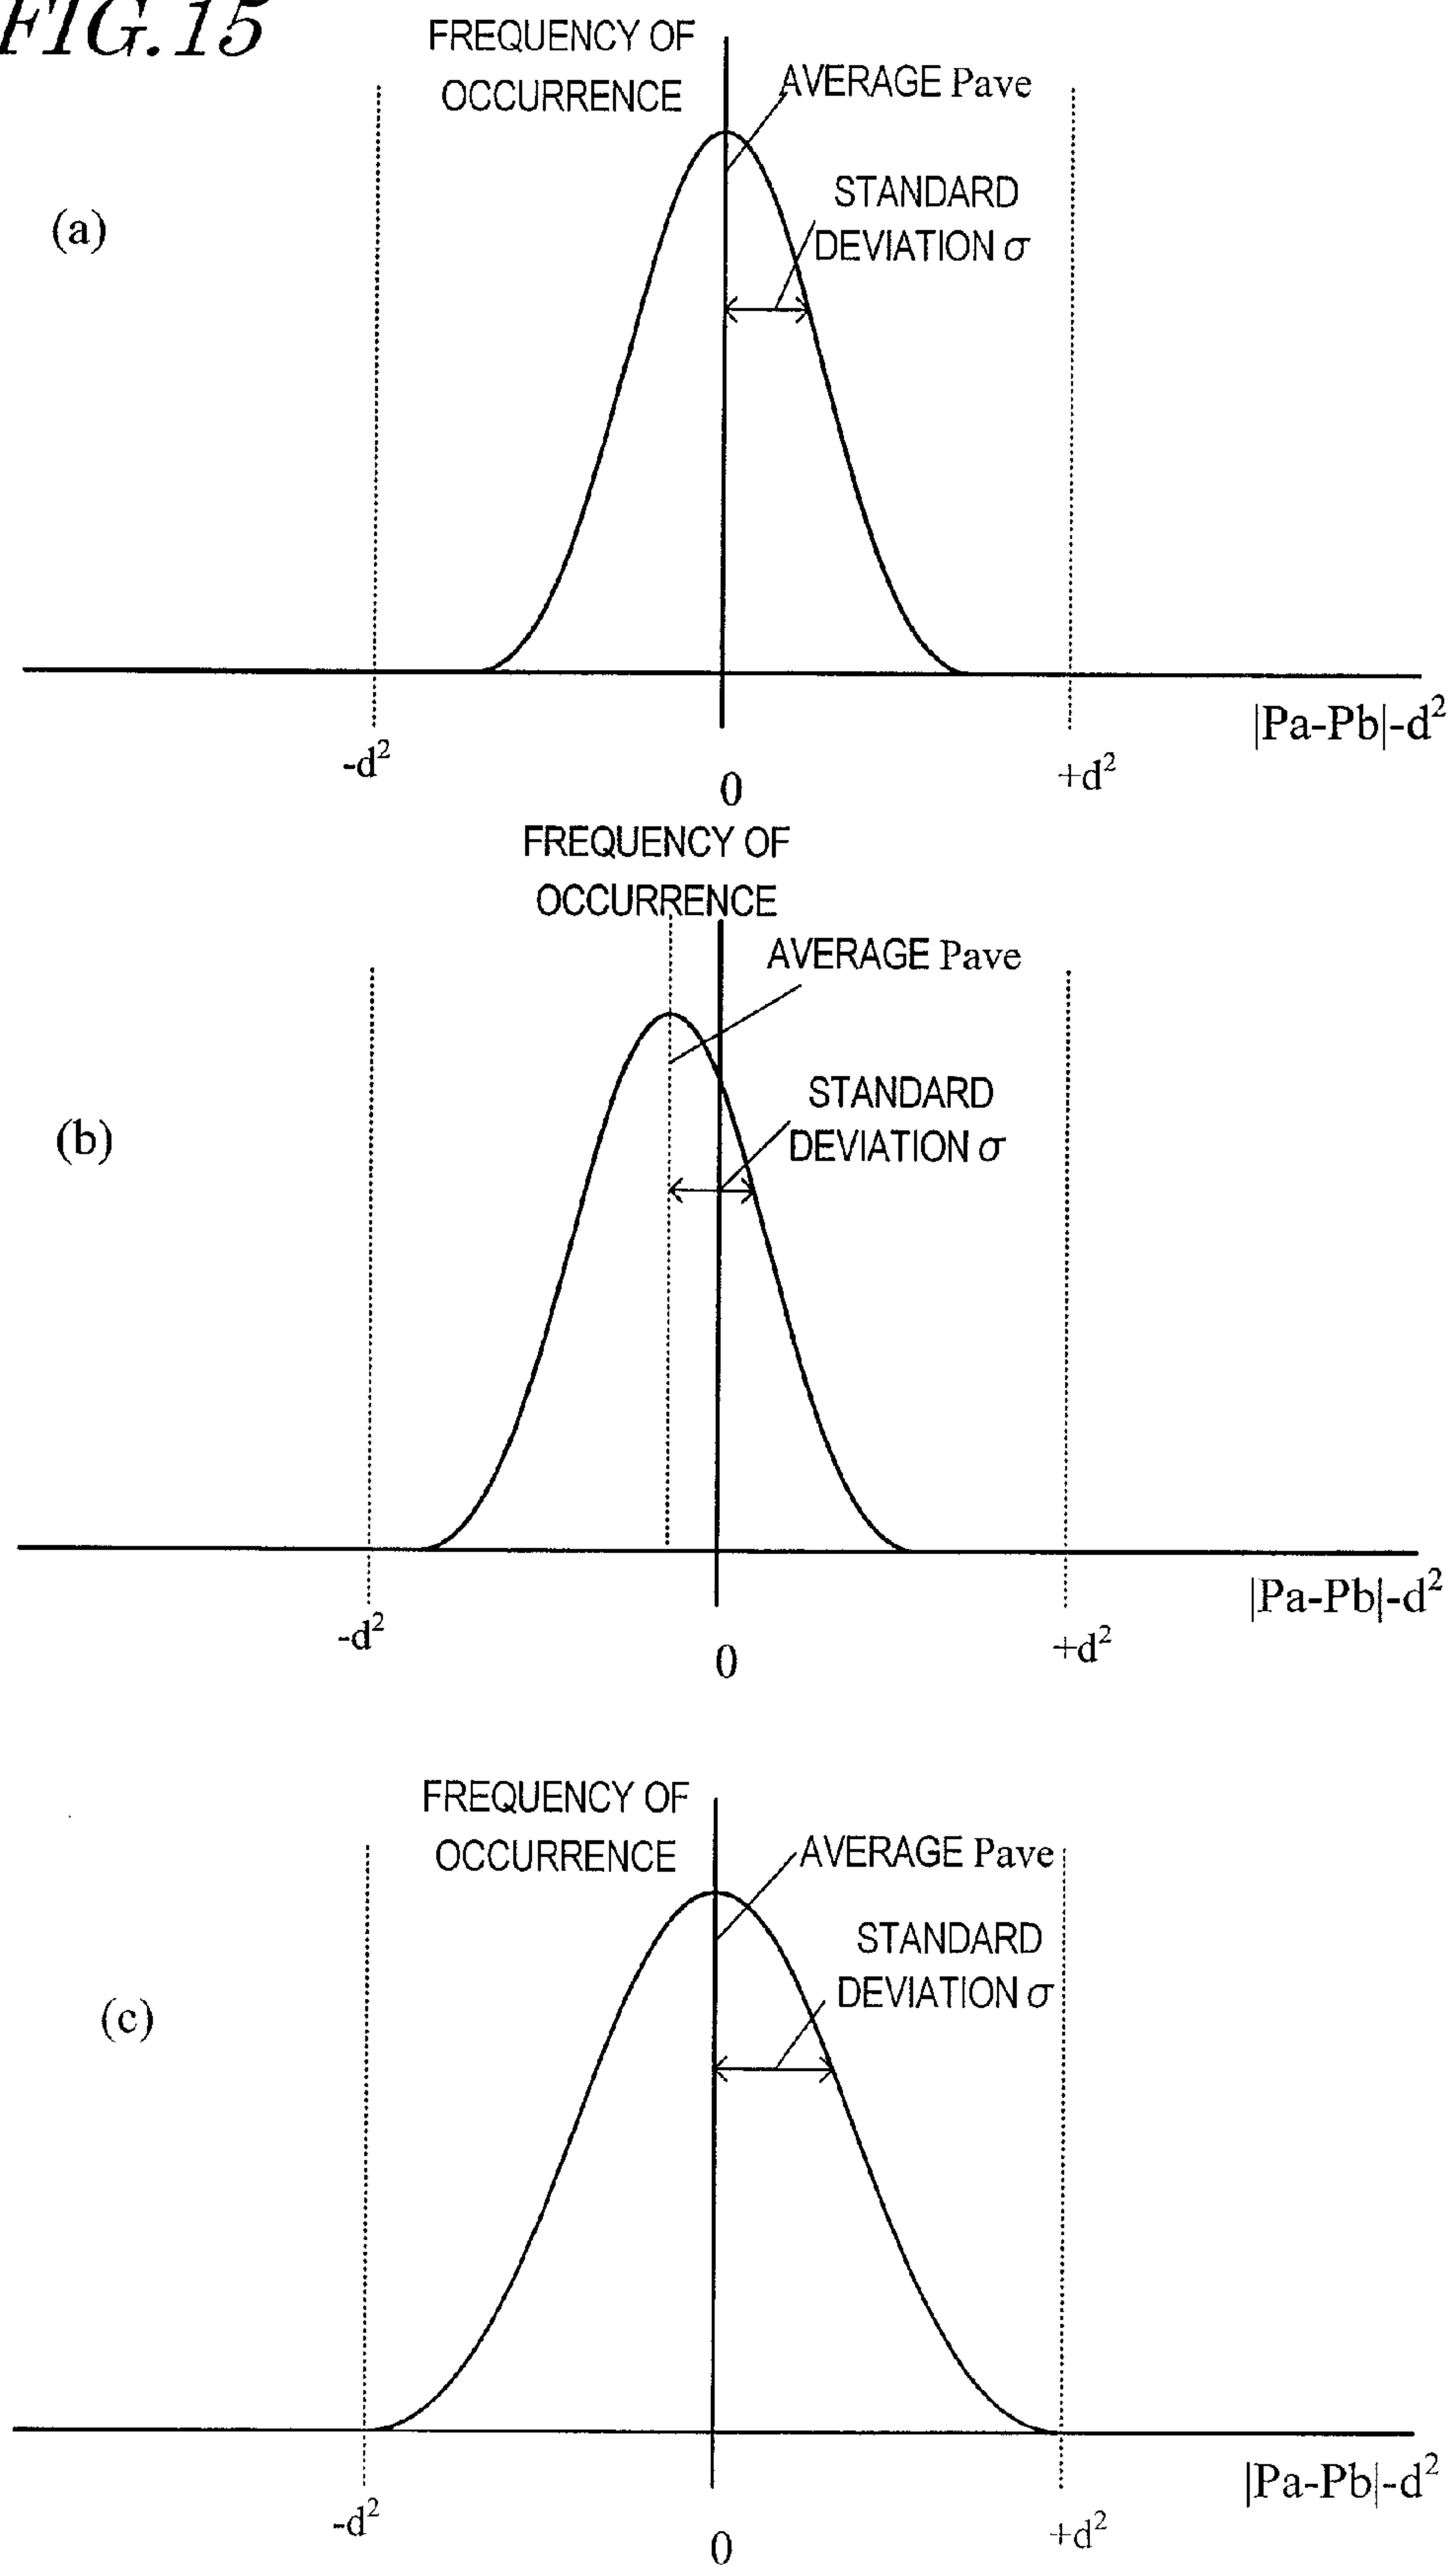 FIG.15
FREQUENCY OF
OCCURRENCE
AVERAGE Pave
STANDARD
DEVIATION σ
(a)
|Pa-Pb|-d²
-d²
0
+d²
FREQUENCY OF
OCCURRENCE
AVERAGE Pave
STANDARD
DEVIATION σ
(b)
|Pa-Pb|-d²
-d²
0
+d²
FREQUENCY OF
OCCURRENCE
AVERAGE Pave
STANDARD
DEVIATION σ
(c)
|Pa-Pb|-d²
-d²
0
+d²